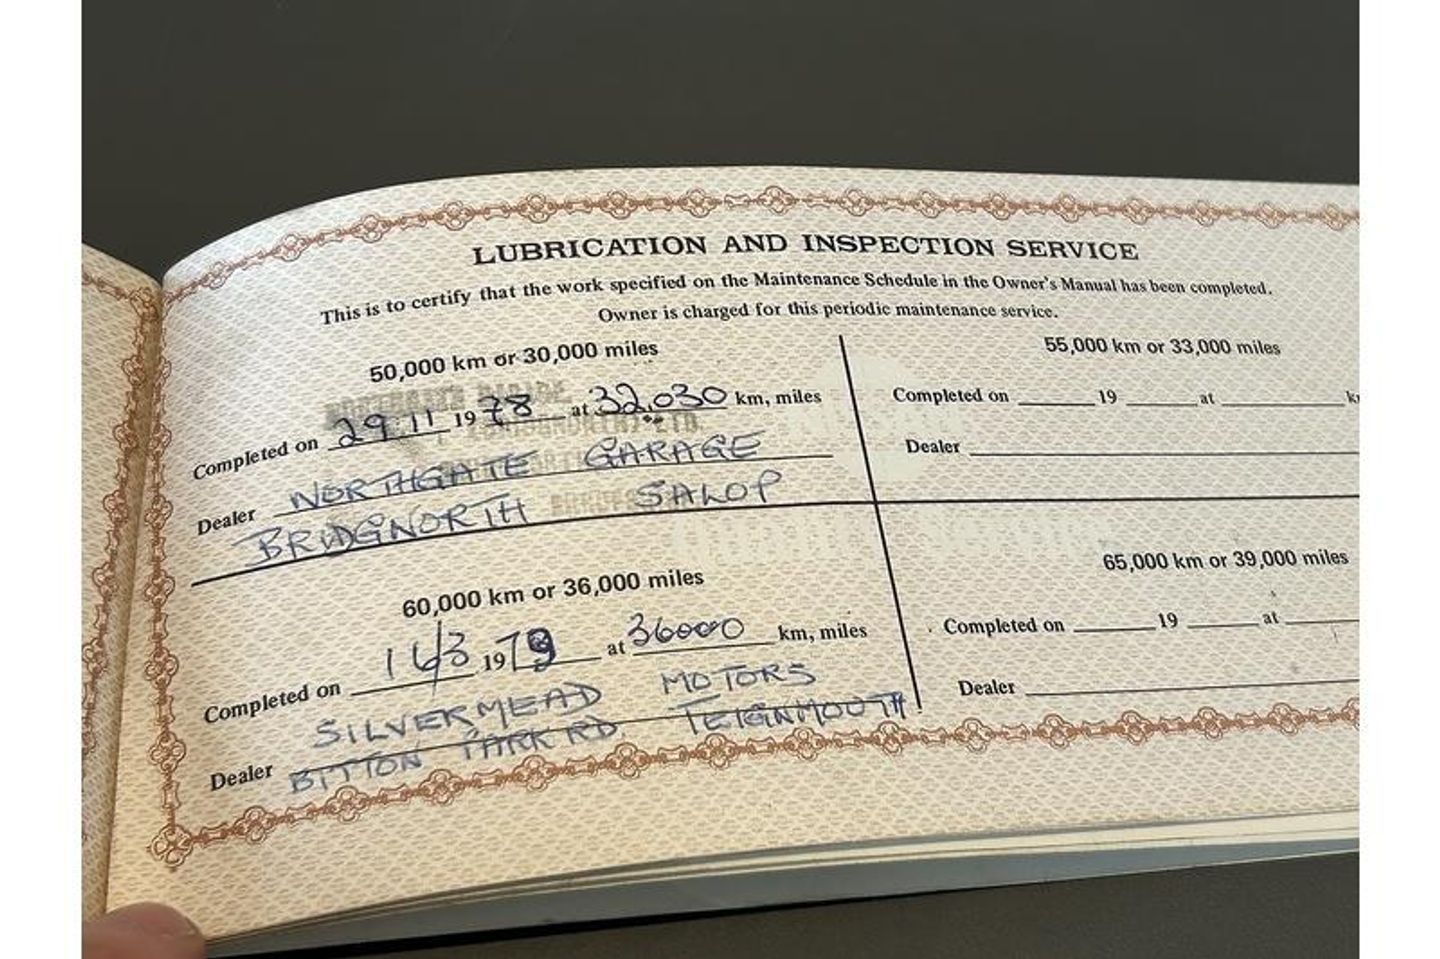 LUBRICATION AND INSPECTION SERVICE
This is to certify that the work specified on the Maintenance Schedule in the Owner's Manual has been completed.
Owner is charged for this periodic maintenance service.
50,000 km or 30,000 miles
Completed on 29.11 1978 at 32,030 km, miles
Dealer NORTHGATE GARAGE
BRIDGNORTH SALOP
55,000 km or 33,000 miles
Completed on 19 at
Dealer
60,000 km or 36,000 miles
Completed on 16/3 1979 at 36000 km, miles
SILVERMEAD MOTORS
Dealer BITTON PARK RD TEIGNMOUTH
65,000 km or 39,000 miles
Completed on 19 at
Dealer